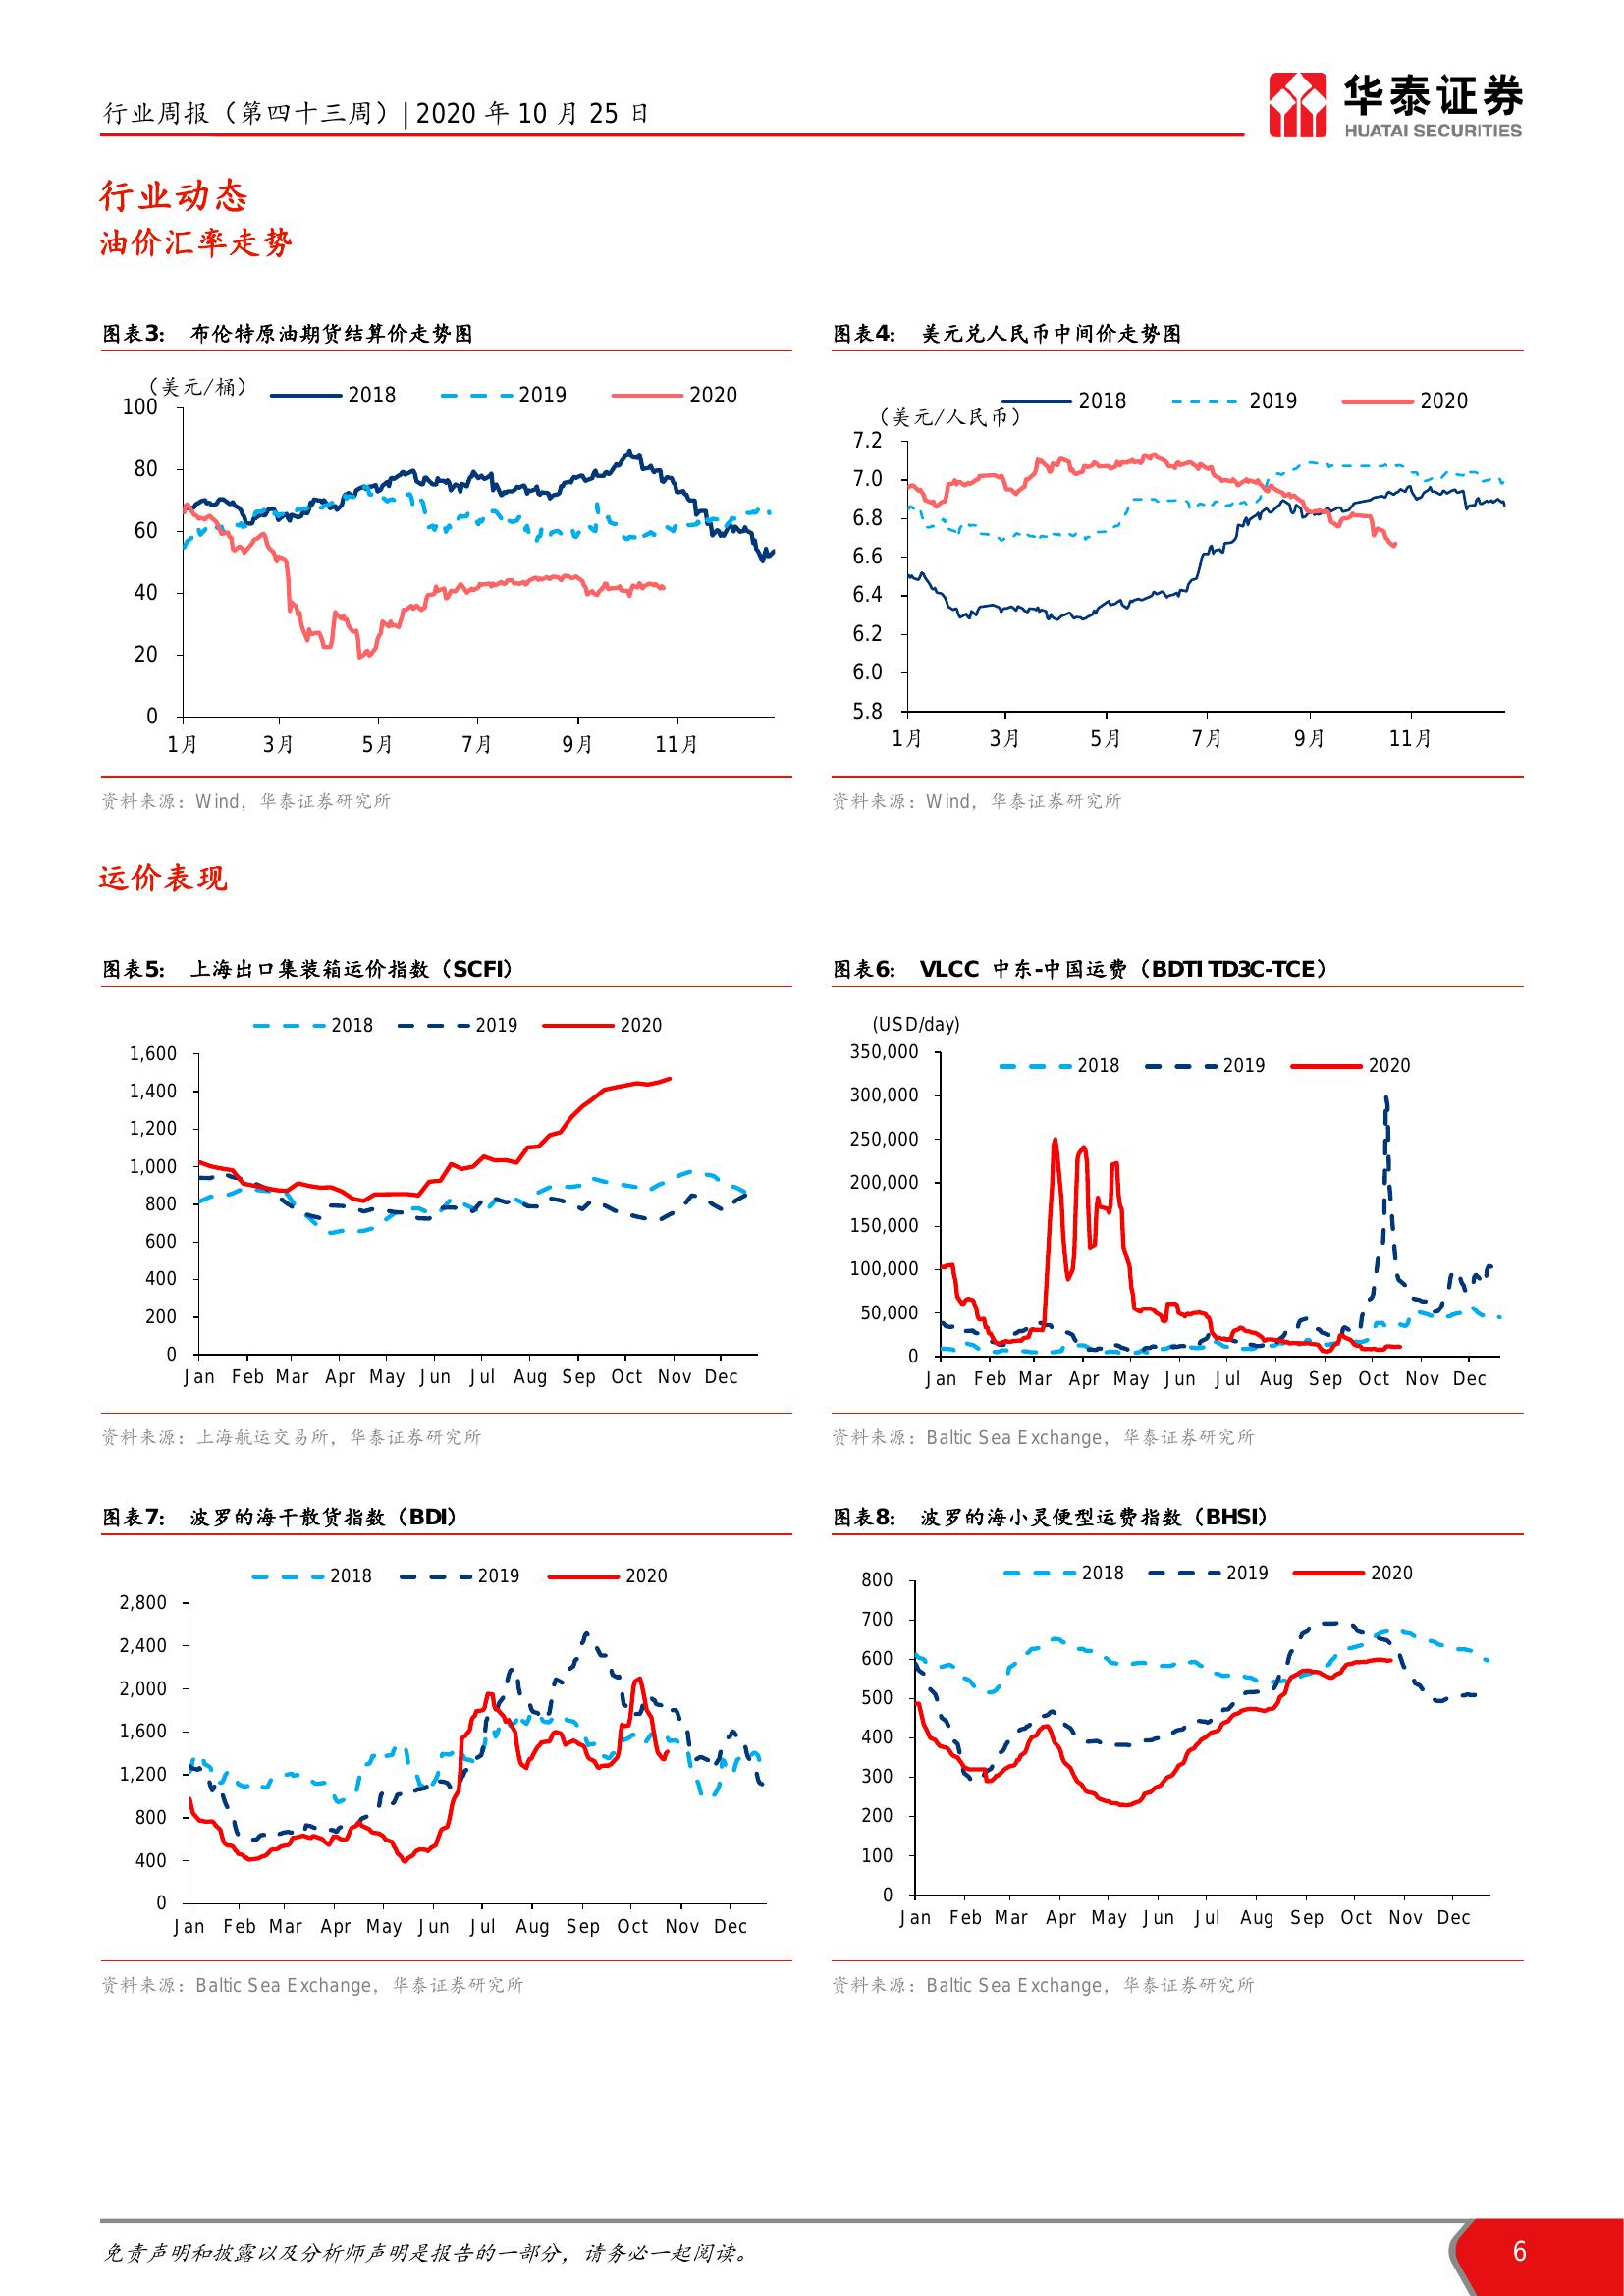 行业周报（第四十三周）| 2020 年 10 月 25 日
华泰证券
HUATAI SECURITIES
行业动态
油价汇率走势
图表3： 布伦特原油期货结算价走势图
（美元/桶）
2018 2019 2020
100
80
60
40
20
0
1月 3月 5月 7月 9月 11月
资料来源：Wind，华泰证券研究所
图表4： 美元兑人民币中间价走势图
2018 2019 2020
（美元/人民币）
7.2
7.0
6.8
6.6
6.4
6.2
6.0
5.8
1月 3月 5月 7月 9月 11月
资料来源：Wind，华泰证券研究所
运价表现
图表5： 上海出口集装箱运价指数（SCFI）
2018 2019 2020
1,600
1,400
1,200
1,000
800
600
400
200
0
Jan Feb Mar Apr May Jun Jul Aug Sep Oct Nov Dec
资料来源：上海航运交易所，华泰证券研究所
图表6： VLCC 中东-中国运费（BDTI TD3C-TCE）
(USD/day)
2018 2019 2020
350,000
300,000
250,000
200,000
150,000
100,000
50,000
0
Jan Feb Mar Apr May Jun Jul Aug Sep Oct Nov Dec
资料来源：Baltic Sea Exchange，华泰证券研究所
图表7： 波罗的海干散货指数（BDI）
2018 2019 2020
2,800
2,400
2,000
1,600
1,200
800
400
0
Jan Feb Mar Apr May Jun Jul Aug Sep Oct Nov Dec
资料来源：Baltic Sea Exchange，华泰证券研究所
图表8： 波罗的海小灵便型运费指数（BHSI）
2018 2019 2020
800
700
600
500
400
300
200
100
0
Jan Feb Mar Apr May Jun Jul Aug Sep Oct Nov Dec
资料来源：Baltic Sea Exchange，华泰证券研究所
免责声明和披露以及分析师声明是报告的一部分，请务必一起阅读。
6